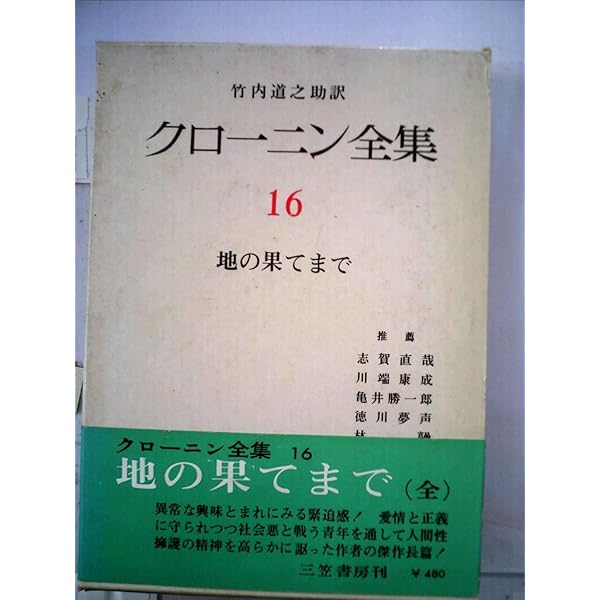 竹内道之助訳
クローニン全集
16
地の果てまで
推薦
志賀直哉
川端康成
亀井勝一郎
徳川夢声
林
クローニン全集 16
地の果てまで(全)
異常な興味とまれにみる緊迫感! 愛情と正義
に守られつつ社会悪と戦う青年を通して人間性
擁護の精神を高らかに謳った作者の傑作長篇!
三笠書房刊 ¥480